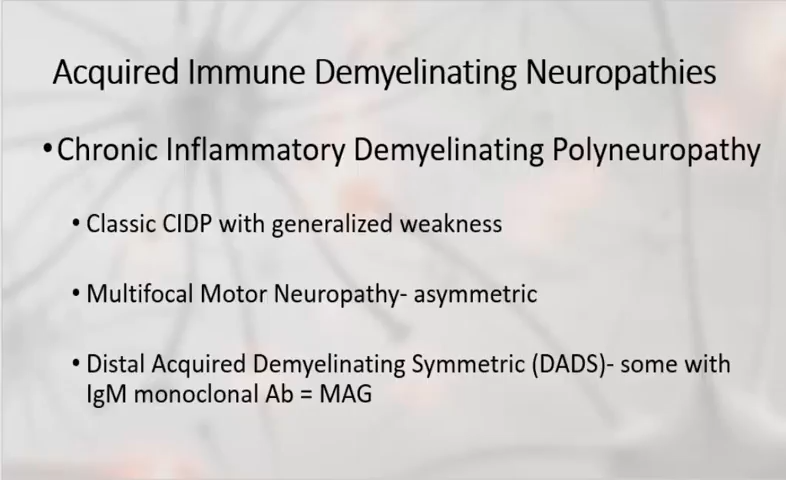 Acquired Immune Demyelinating Neuropathies
•Chronic Inflammatory Demyelinating Polyneuropathy
• Classic CIDP with generalized weakness
• Multifocal Motor Neuropathy- asymmetric
• Distal Acquired Demyelinating Symmetric (DADS)- some with
IgM monoclonal Ab = MAG